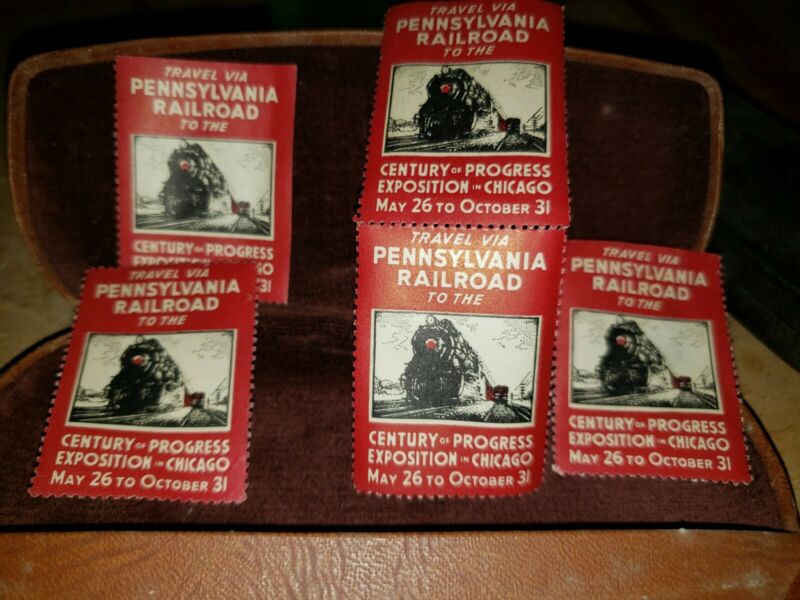 TRAVEL VIA
PENNSYLVANIA
RAILROAD
TO THE
CENTURY OF PROGRESS
EXPOSITION IN CHICAGO
MAY 26 TO OCTOBER 31
TRAVEL VIA
PENNSYLVANIA
RAILROAD
TO THE
CENTURY OF PROGRESS
31
TRAVEL VIA
PENNSYLVANIA
RAILROAD
TO THE
CENTURY OF PROGRESS
EXPOSITION IN CHICAGO
MAY 26 TO OCTOBER 31
TRAVEL VIA
PENNSYLVANIA
RAILROAD
TO THE
CENTURY OF PROGRESS
EXPOSITION IN CHICAGO
MAY 26 TO OCTOBER 31
TRAVEL VIA
PENNSYLVANIA
RAILROAD
TO THE
CENTURY OF PROGRESS
EXPOSITION IN CHICAGO
MAY 26 TO OCTOBER 31